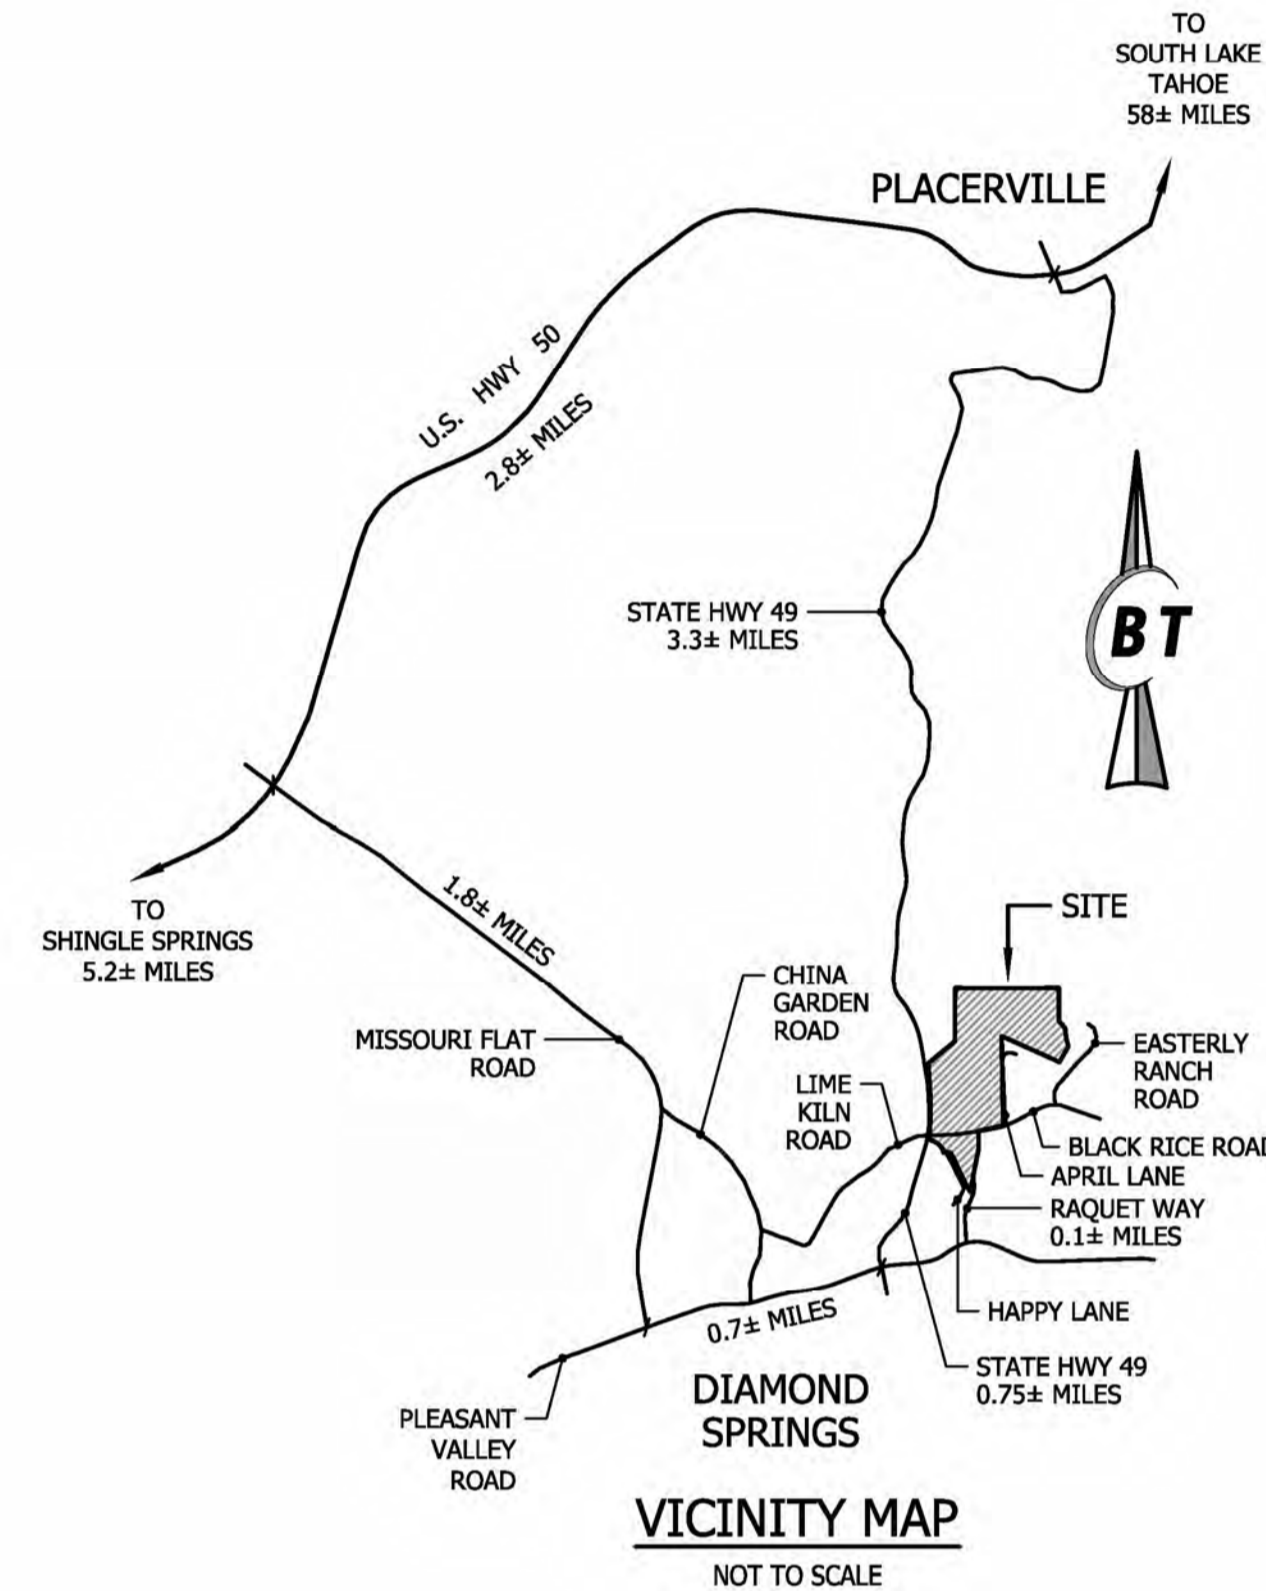 TO
SOUTH LAKE
TAHOE
58± MILES
PLACERVILLE
U.S. HWY 50
2.8± MILES
STATE HWY 49
3.3± MILES
BT
TO
SHINGLE SPRINGS
5.2± MILES
1.8± MILES
SITE
CHINA
GARDEN
ROAD
MISSOURI FLAT
ROAD
EASTERLY
RANCH
ROAD
LIME
KILN
ROAD
BLACK RICE ROAD
APRIL LANE
RAQUET WAY
0.1± MILES
HAPPY LANE
0.7± MILES
STATE HWY 49
0.75± MILES
DIAMOND
SPRINGS
PLEASANT
VALLEY
ROAD
VICINITY MAP
NOT TO SCALE